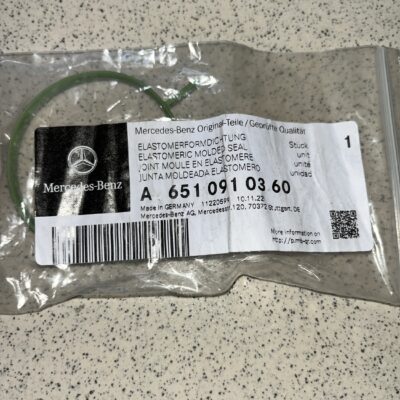 Mercedes-Benz Original-Teile / Geprüfte Qualität
ELASTOMERFORMDICHTUNG Stück 1
ELASTOMERIC MOLDED SEAL unit
JOINT MOULE EN ELASTOMERE unité
JUNTA MOLDEADA ELASTOMERO unidad
Mercedes-Benz
A 651 091 03 60
Made in GERMANY 10.11.22
Mercedes-Benz AG, Mercedesstr. 120, 70372 Stuttgart, DE
More information on